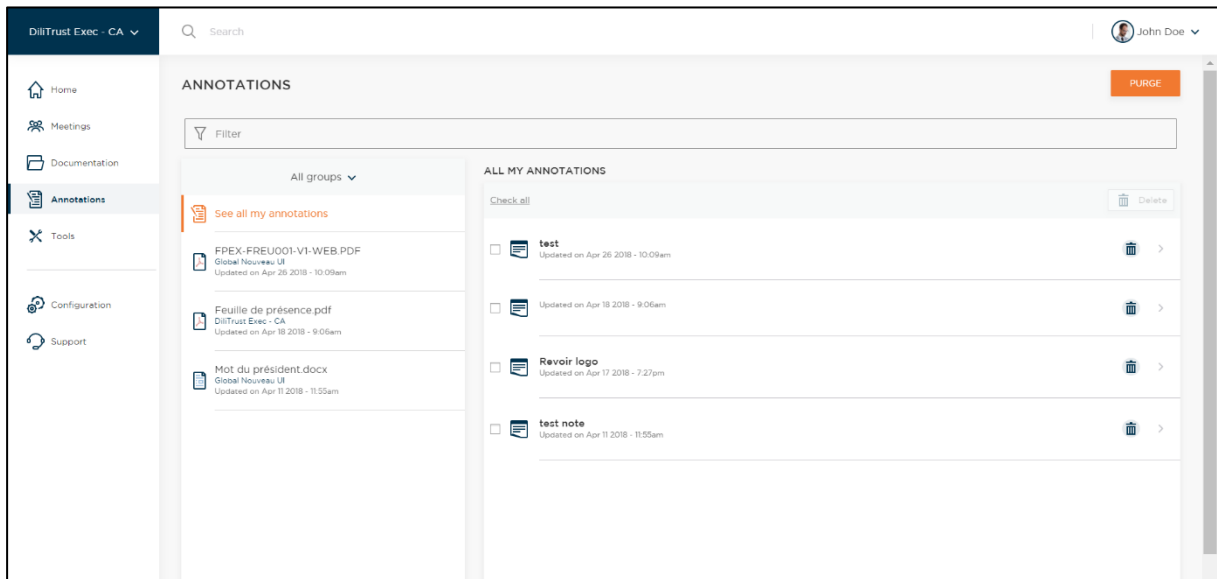 DiliTrust Exec - CA
Search
John Doe
Home
Meetings
Documentation
Annotations
Tools
Configuration
Support
ANNOTATIONS
PURGE
Filter
All groups
See all my annotations
FPEX-FREU001-V1-WEB.PDF
Global Nouveau UI
Updated on Apr 26 2018 - 10:09am
Feuille de présence.pdf
DiliTrust Exec - CA
Updated on Apr 18 2018 - 9:06am
Mot du président.docx
Global Nouveau UI
Updated on Apr 11 2018 - 11:55am
ALL MY ANNOTATIONS
Check all
Delete
test
Updated on Apr 26 2018 - 10:09am
Updated on Apr 18 2018 - 9:06am
Revoir logo
Updated on Apr 17 2018 - 7:27pm
test note
Updated on Apr 11 2018 - 11:55am